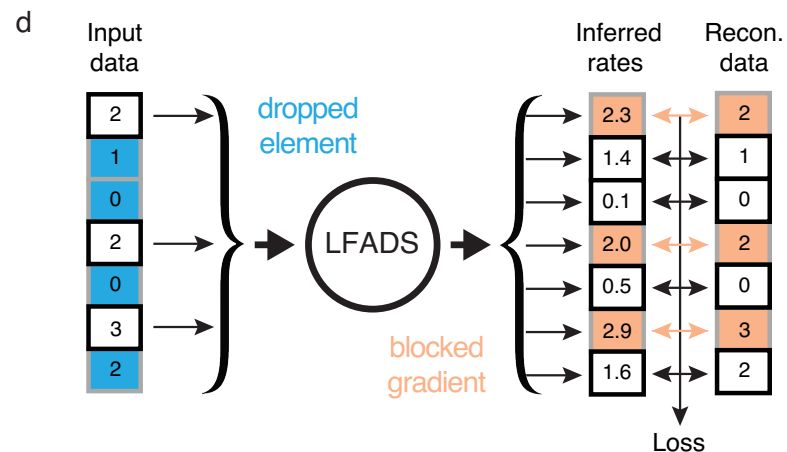 d
Input
data
Inferred
rates
Recon.
data
2
1
0
2
0
3
2
dropped
element
LFADS
blocked
gradient
2.3
1.4
0.1
2.0
0.5
2.9
1.6
2
1
0
2
0
3
2
Loss